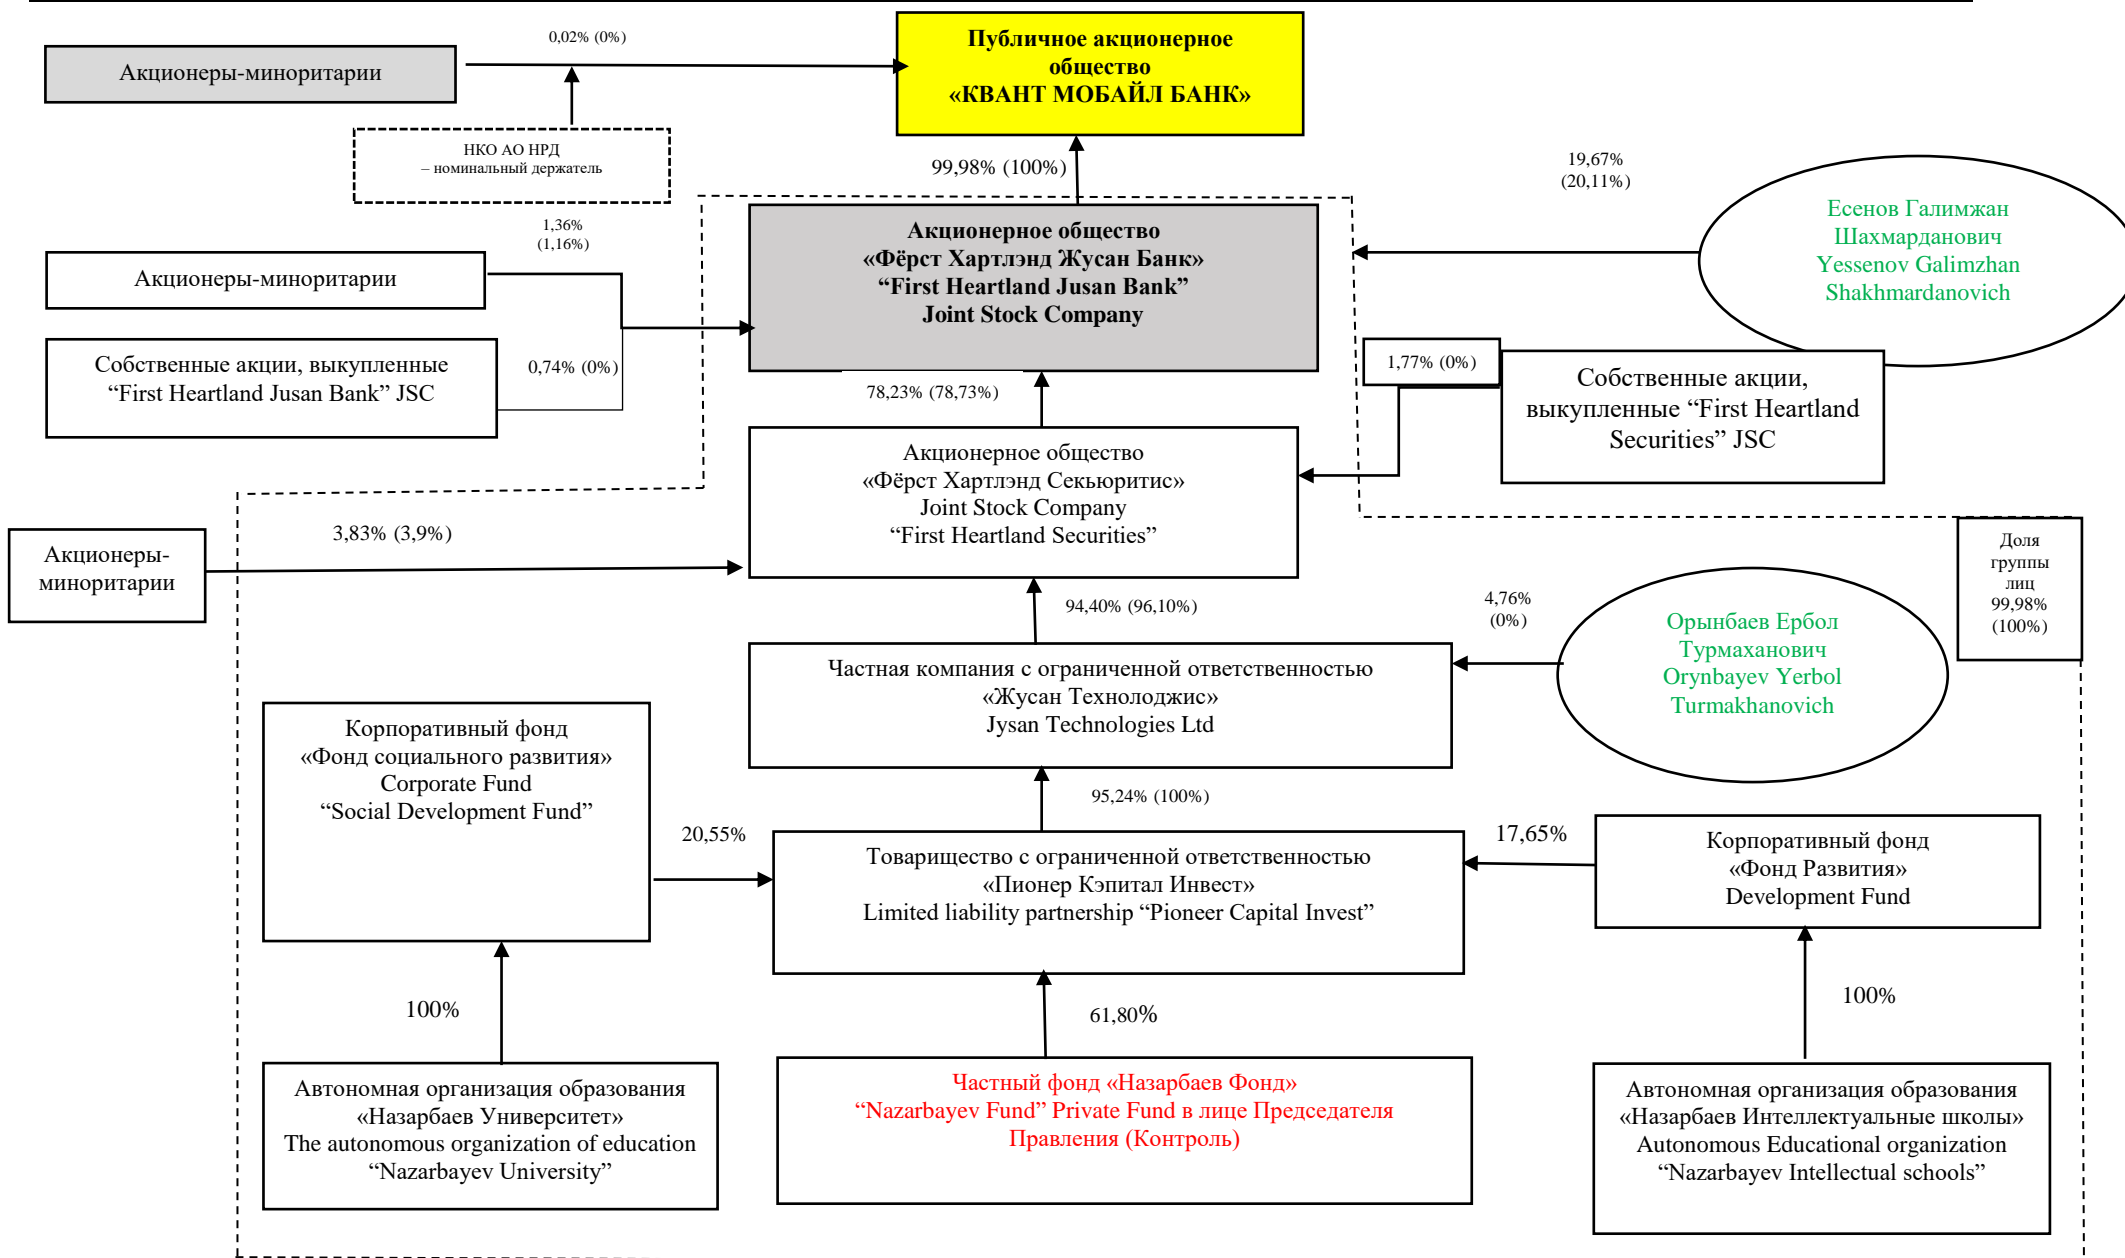 0,02% (0%)
Акционеры-миноритарии
Публичное акционерное
общество
«КВАНТ МОБАЙЛ БАНК»
НКО АО НРД
– номинальный держатель
99,98% (100%)
19,67%
(20,11%)
Есенов Галимжан
Шахмарданович
Yessenov Galimzhan
Shakhmardanovich
1,36%
(1,16%)
Акционеры-миноритарии
Акционерное общество
«Фёрст Хартлэнд Жусан Банк»
“First Heartland Jusan Bank”
Joint Stock Company
Собственные акции, выкупленные
“First Heartland Jusan Bank” JSC
0,74% (0%)
1,77% (0%)
Собственные акции,
выкупленные “First Heartland
Securities” JSC
78,23% (78,73%)
Акционерное общество
«Фёрст Хартлэнд Секьюритис»
Joint Stock Company
“First Heartland Securities”
3,83% (3,9%)
Акционеры-
миноритарии
Доля
группы
лиц
99,98%
(100%)
94,40% (96,10%)
4,76%
(0%)
Орынбаев Ербол
Турмаханович
Orynbayev Yerbol
Turmakhanovich
Частная компания с ограниченной ответственностью
«Жусан Технолоджис»
Jysan Technologies Ltd
Корпоративный фонд
«Фонд социального развития»
Corporate Fund
“Social Development Fund”
95,24% (100%)
20,55%
17,65%
Товарищество с ограниченной ответственностью
«Пионер Кэпитал Инвест»
Limited liability partnership “Pioneer Capital Invest”
Корпоративный фонд
«Фонд Развития»
Development Fund
100%
61,80%
100%
Автономная организация образования
«Назарбаев Университет»
The autonomous organization of education
“Nazarbayev University”
Частный фонд «Назарбаев Фонд»
“Nazarbayev Fund” Private Fund в лице Председателя
Правления (Контроль)
Автономная организация образования
«Назарбаев Интеллектуальные школы»
Autonomous Educational organization
“Nazarbayev Intellectual schools”